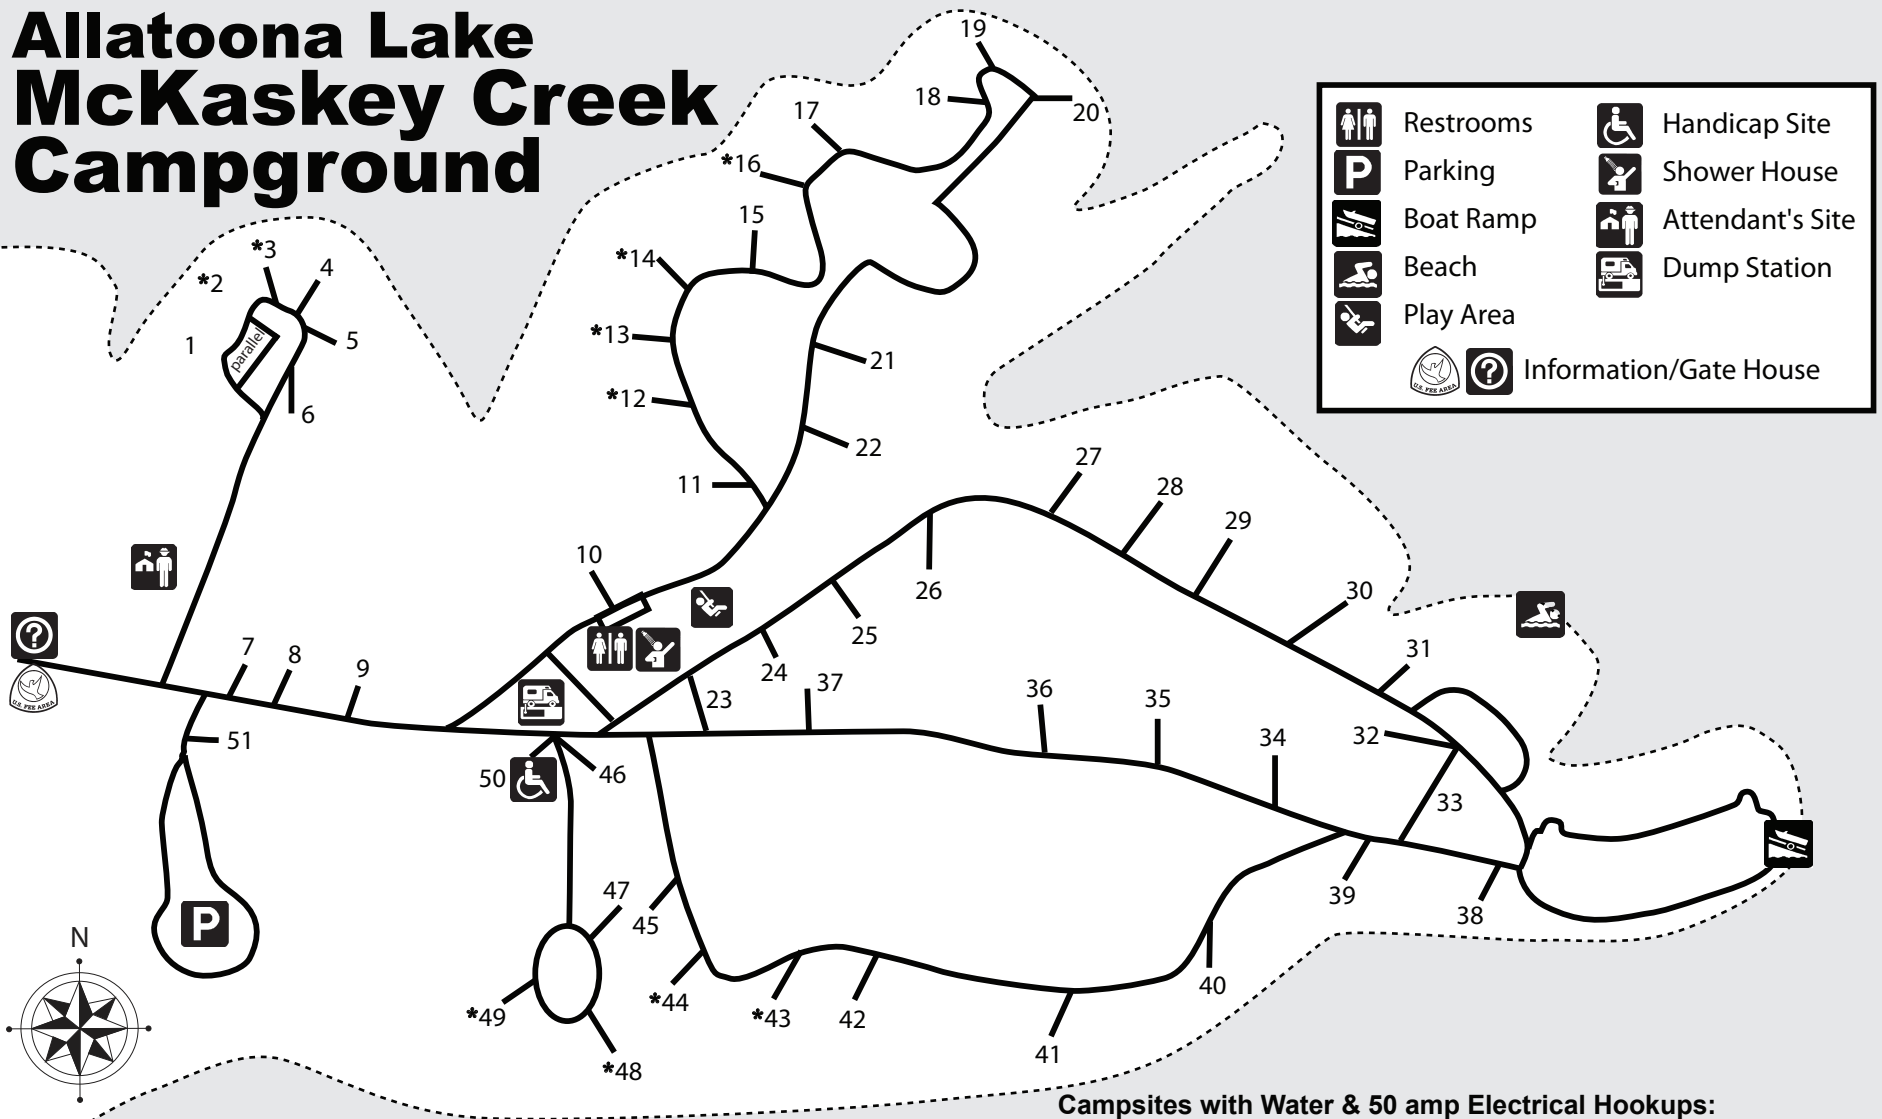 Allatoona Lake
McKaskey Creek
Campground
Restrooms
Parking
Boat Ramp
Beach
Play Area
Handicap Site
Shower House
Attendant's Site
Dump Station
U.S. FEE AREA
?
Information/Gate House
P
19
18
20
17
*16
15
*14
*13
*12
11
*3
*2
4
1
parallel
5
6
21
22
10
27
28
29
30
31
26
25
24
23
37
36
35
34
32
33
?
U.S. FEE AREA
7
8
9
51
50
46
P
47
45
*49
*48
*44
*43
42
41
40
39
38
N
Campsites with Water & 50 amp Electrical Hookups: